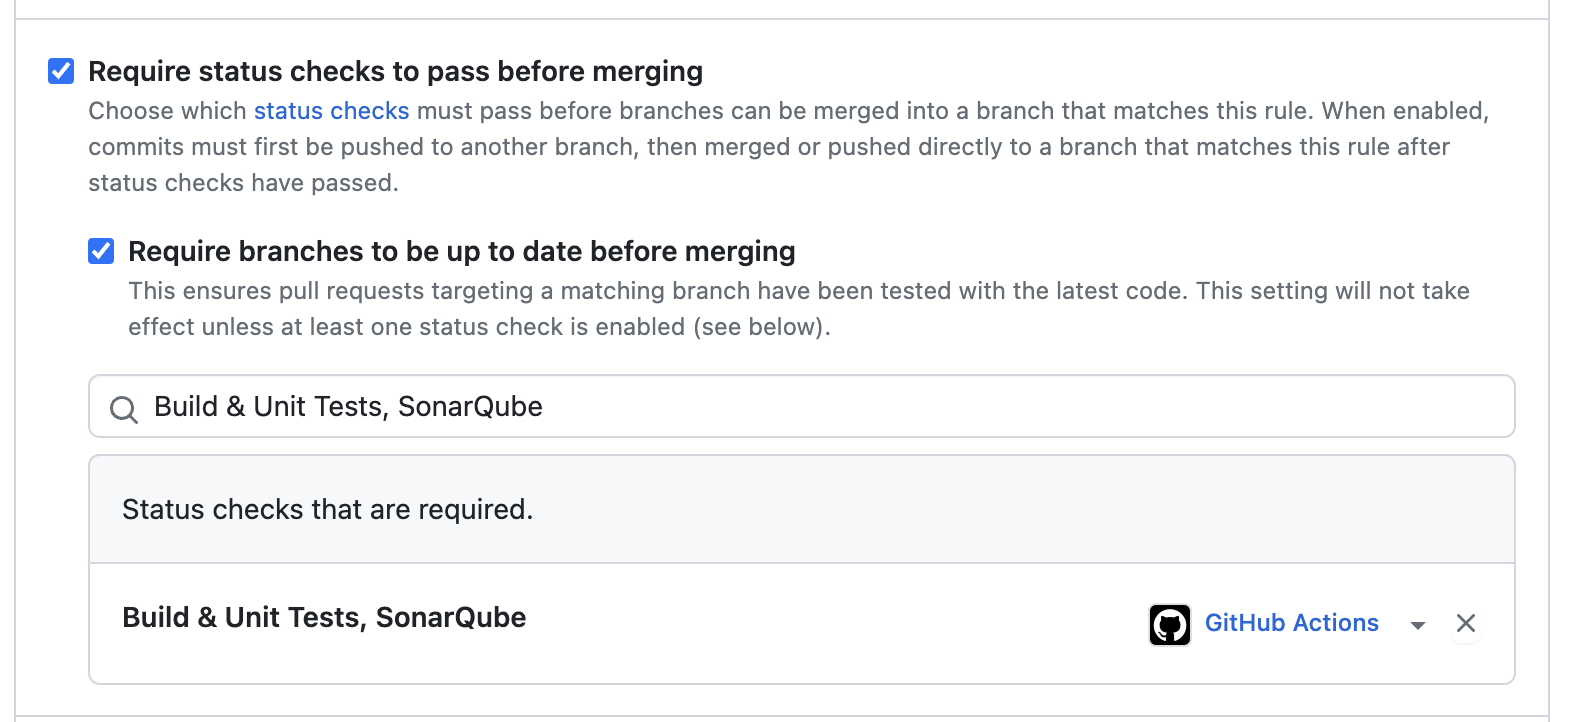 Require status checks to pass before merging
Choose which status checks must pass before branches can be merged into a branch that matches this rule. When enabled,
commits must first be pushed to another branch, then merged or pushed directly to a branch that matches this rule after
status checks have passed.
Require branches to be up to date before merging
This ensures pull requests targeting a matching branch have been tested with the latest code. This setting will not take
effect unless at least one status check is enabled (see below).
Build & Unit Tests, SonarQube
Status checks that are required.
Build & Unit Tests, SonarQube
GitHub Actions